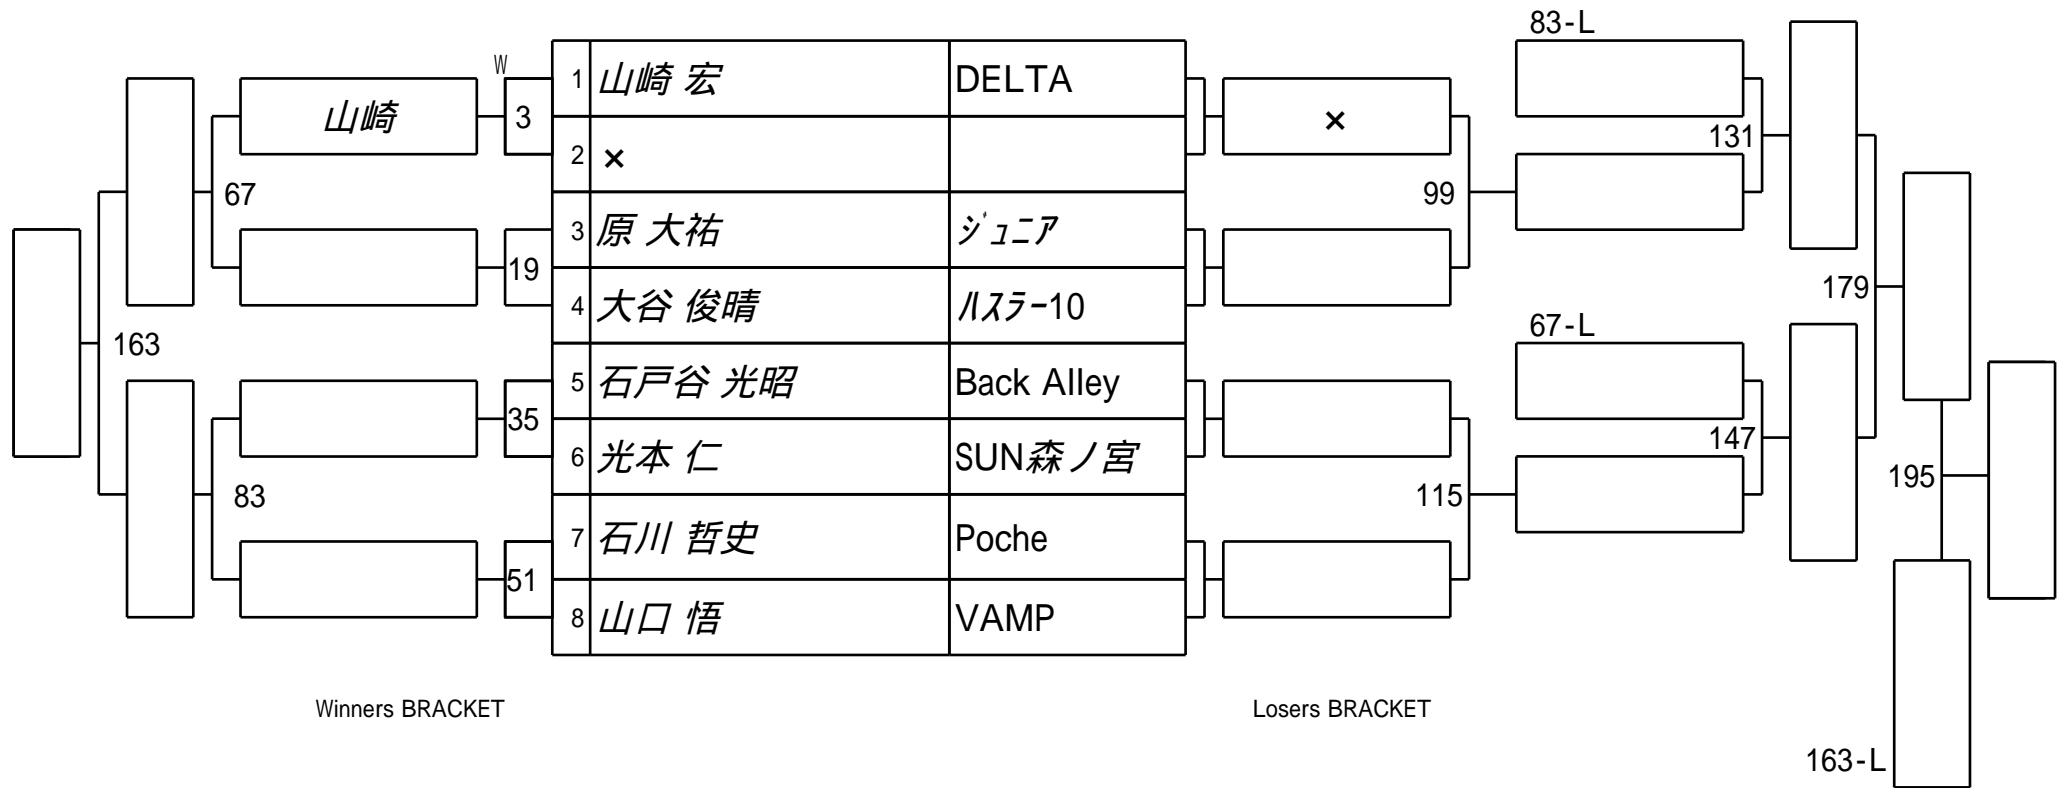 83-L
W
1 山崎 宏 DELTA
山崎 3 ×
2 × 131
67 99
3 原 大祐 ジュニア
19
4 大谷 俊晴 ハスラー10 179
163 67-L
5 石戸谷 光昭 Back Alley
35 147
6 光本 仁 SUN森ノ宮
83 115 195
7 石川 哲史 Poche
51
8 山口 悟 VAMP
Winners BRACKET Losers BRACKET
163-L